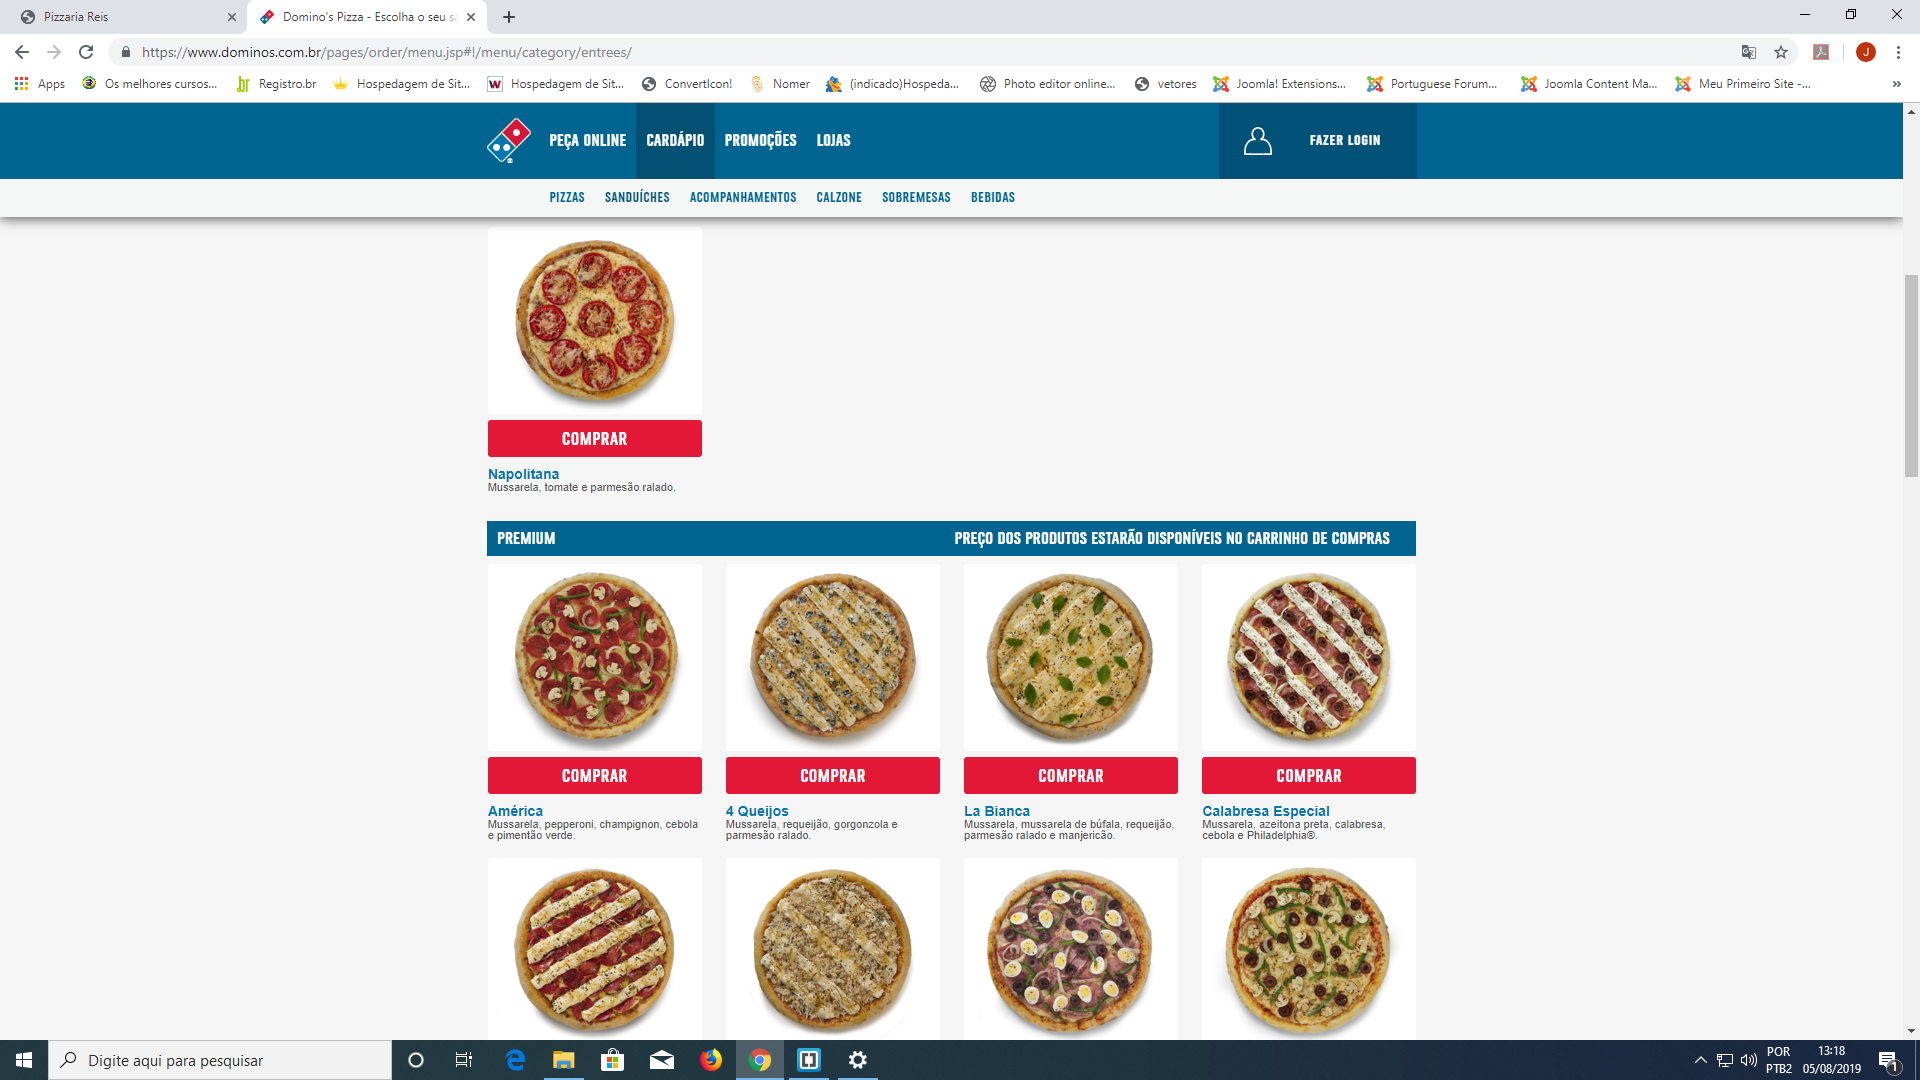 Pizzaria Reis
Domino's Pizza - Escolha o seu sa
https://www.dominos.com.br/pages/order/menu.jsp#!/menu/category/entrees/
J
Apps
Os melhores cursos...
Registro.br
Hospedagem de Sit...
Hospedagem de Sit...
ConvertIcon!
Nomer
(indicado)Hospeda...
Photo editor online...
vetores
Joomla! Extensions...
Portuguese Forum...
Joomla Content Ma...
Meu Primeiro Site -...
»
PEÇA ONLINE
CARDÁPIO
PROMOÇÕES
LOJAS
FAZER LOGIN
PIZZAS
SANDUÍCHES
ACOMPANHAMENTOS
CALZONE
SOBREMESAS
BEBIDAS
COMPRAR
Napolitana
Mussarela, tomate e parmesão ralado.
PREMIUM
PREÇO DOS PRODUTOS ESTARÃO DISPONÍVEIS NO CARRINHO DE COMPRAS
COMPRAR
COMPRAR
COMPRAR
COMPRAR
América
Mussarela, pepperoni, champignon, cebola
e pimentão verde.
4 Queijos
Mussarela, requeijão, gorgonzola e
parmesão ralado.
La Bianca
Mussarela, mussarela de búfala, requeijão,
parmesão ralado e manjericão.
Calabresa Especial
Mussarela, azeitona preta, calabresa,
cebola e Philadelphia®.
Digite aqui para pesquisar
POR
PTB2
13:18
05/08/2019
1